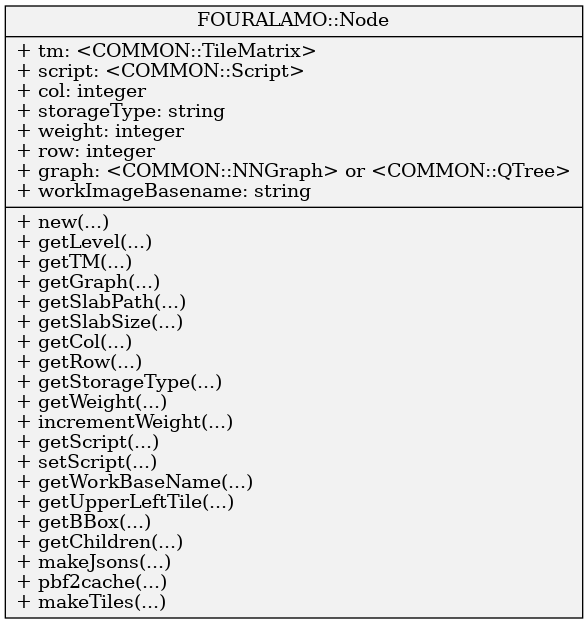 FOURALAMO::Node
+ tm: <COMMON::TileMatrix>
+ script: <COMMON::Script>
+ col: integer
+ storageType: string
+ weight: integer
+ row: integer
+ graph: <COMMON::NNGraph> or <COMMON::QTree>
+ workImageBasename: string
+ new(...)
+ getLevel(...)
+ getTM(...)
+ getGraph(...)
+ getSlabPath(...)
+ getSlabSize(...)
+ getCol(...)
+ getRow(...)
+ getStorageType(...)
+ getWeight(...)
+ incrementWeight(...)
+ getScript(...)
+ setScript(...)
+ getWorkBaseName(...)
+ getUpperLeftTile(...)
+ getBBox(...)
+ getChildren(...)
+ makeJsons(...)
+ pbf2cache(...)
+ makeTiles(...)